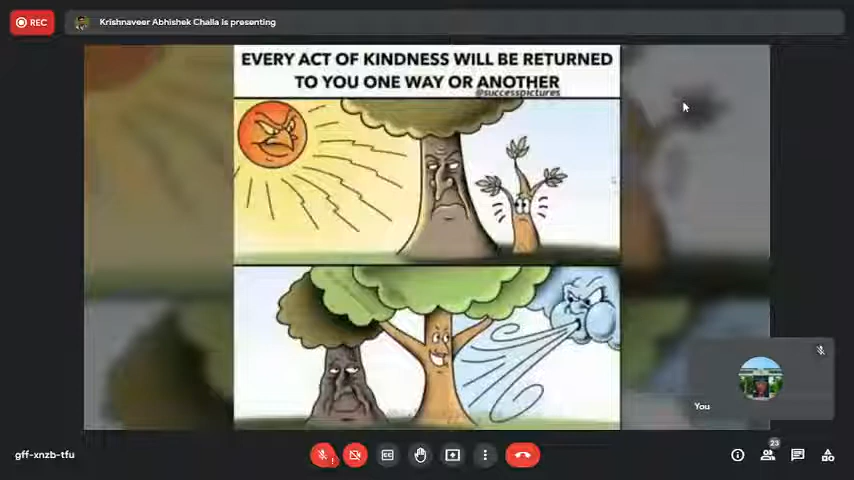 REC
Krishnaveer Abhishek Challa is presenting
EVERY ACT OF KINDNESS WILL BE RETURNED
TO YOU ONE WAY OR ANOTHER
@successpictures
You
gff-xnzb-tfu
CC
23